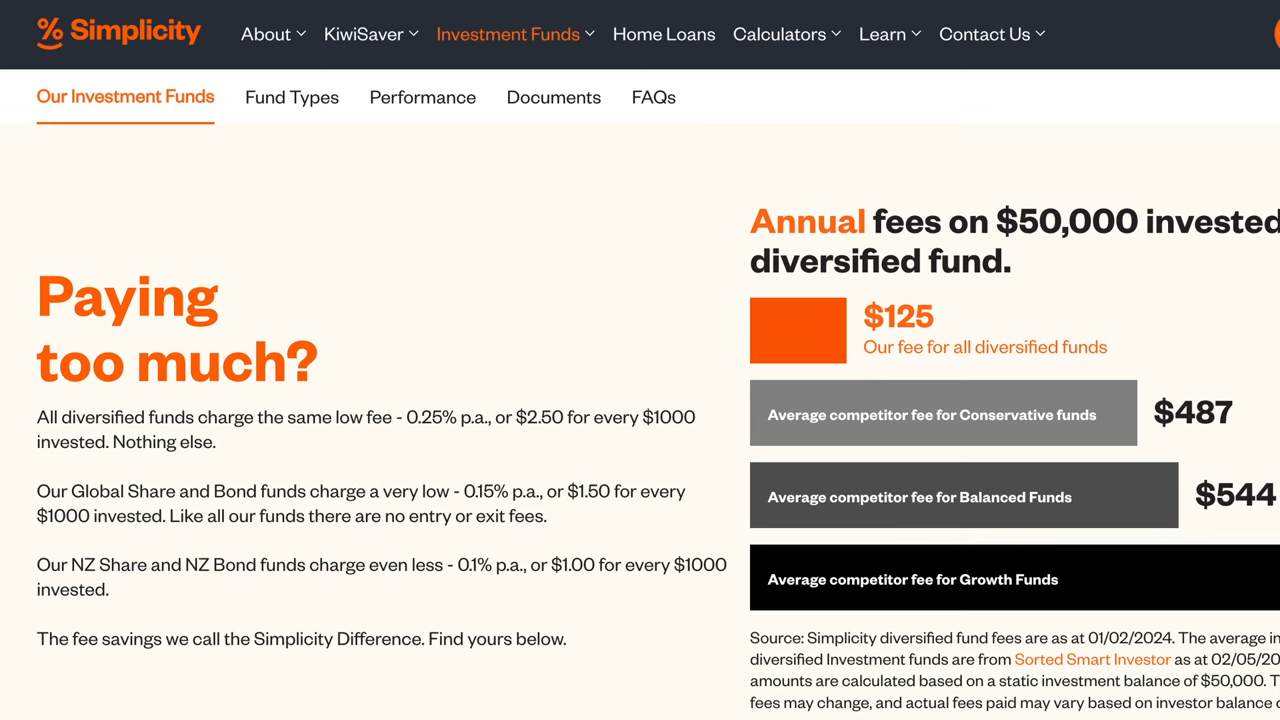 % Simplicity
About KiwiSaver Investment Funds Home Loans Calculators Learn Contact Us
Our Investment Funds Fund Types Performance Documents FAQs
Paying
too much?
All diversified funds charge the same low fee - 0.25% p.a., or $2.50 for every $1000
invested. Nothing else.
Our Global Share and Bond funds charge a very low - 0.15% p.a., or $1.50 for every
$1000 invested. Like all our funds there are no entry or exit fees.
Our NZ Share and NZ Bond funds charge even less - 0.1% p.a., or $1.00 for every $1000
invested.
The fee savings we call the Simplicity Difference. Find yours below.
Annual fees on $50,000 invested
diversified fund.
$125
Our fee for all diversified funds
Average competitor fee for Conservative funds $487
Average competitor fee for Balanced Funds $544
Average competitor fee for Growth Funds
Source: Simplicity diversified fund fees are as at 01/02/2024. The average
diversified Investment funds are from Sorted Smart Investor as at
amounts are calculated based on a static investment balance of $50,000.
fees may change, and actual fees paid may vary based on investor balance